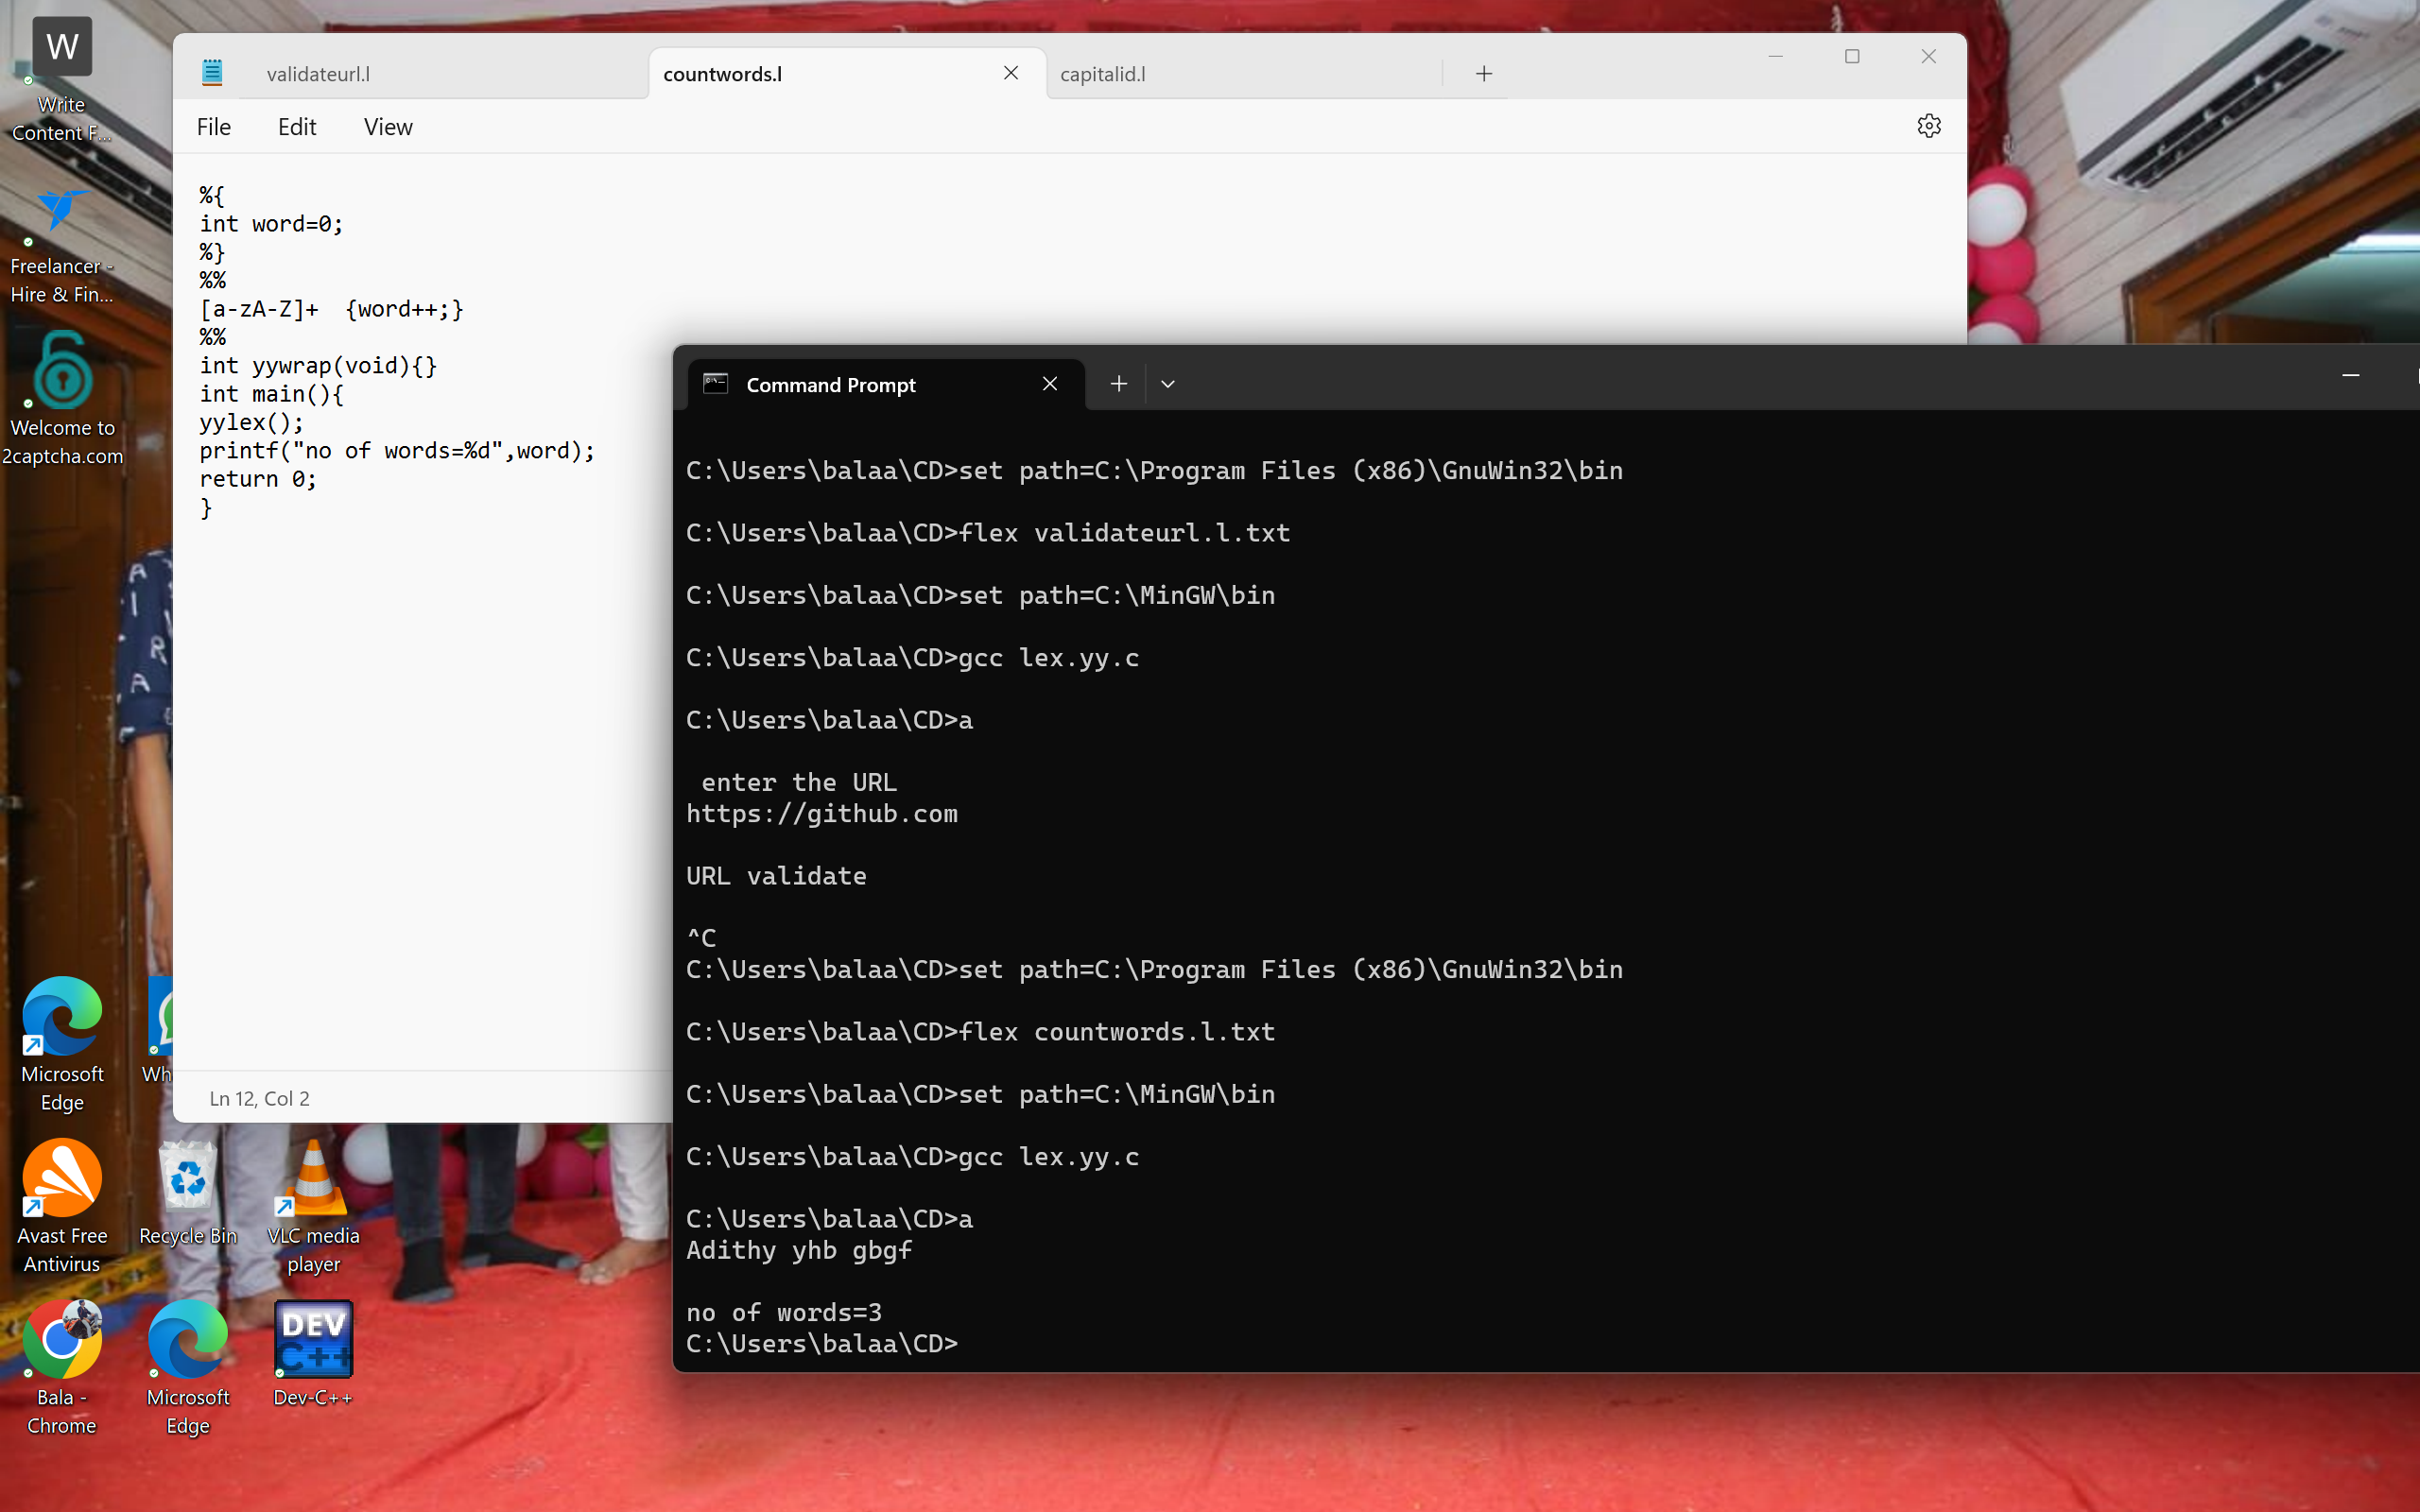 W
Write
Content F...
Freelancer -
Hire & Fin...
Welcome to
2captcha.com
Microsoft
Edge
Wh
Avast Free
Antivirus
Recycle Bin
VLC media
player
Bala -
Chrome
Microsoft
Edge
DEV
C++
Dev-C++
validateurl.l
countwords.l
capitalid.l
File
Edit
View
%{
int word=0;
%}
%%
[a-zA-Z]+  {word++;}
%%
int yywrap(void){}
int main(){
yylex();
printf("no of words=%d",word);
return 0;
}
Ln 12, Col 2
Command Prompt
C:\Users\balaa\CD>set path=C:\Program Files (x86)\GnuWin32\bin
C:\Users\balaa\CD>flex validateurl.l.txt
C:\Users\balaa\CD>set path=C:\MinGW\bin
C:\Users\balaa\CD>gcc lex.yy.c
C:\Users\balaa\CD>a
enter the URL
https://github.com
URL validate
^C
C:\Users\balaa\CD>set path=C:\Program Files (x86)\GnuWin32\bin
C:\Users\balaa\CD>flex countwords.l.txt
C:\Users\balaa\CD>set path=C:\MinGW\bin
C:\Users\balaa\CD>gcc lex.yy.c
C:\Users\balaa\CD>a
Adithy yhb gbgf
no of words=3
C:\Users\balaa\CD>